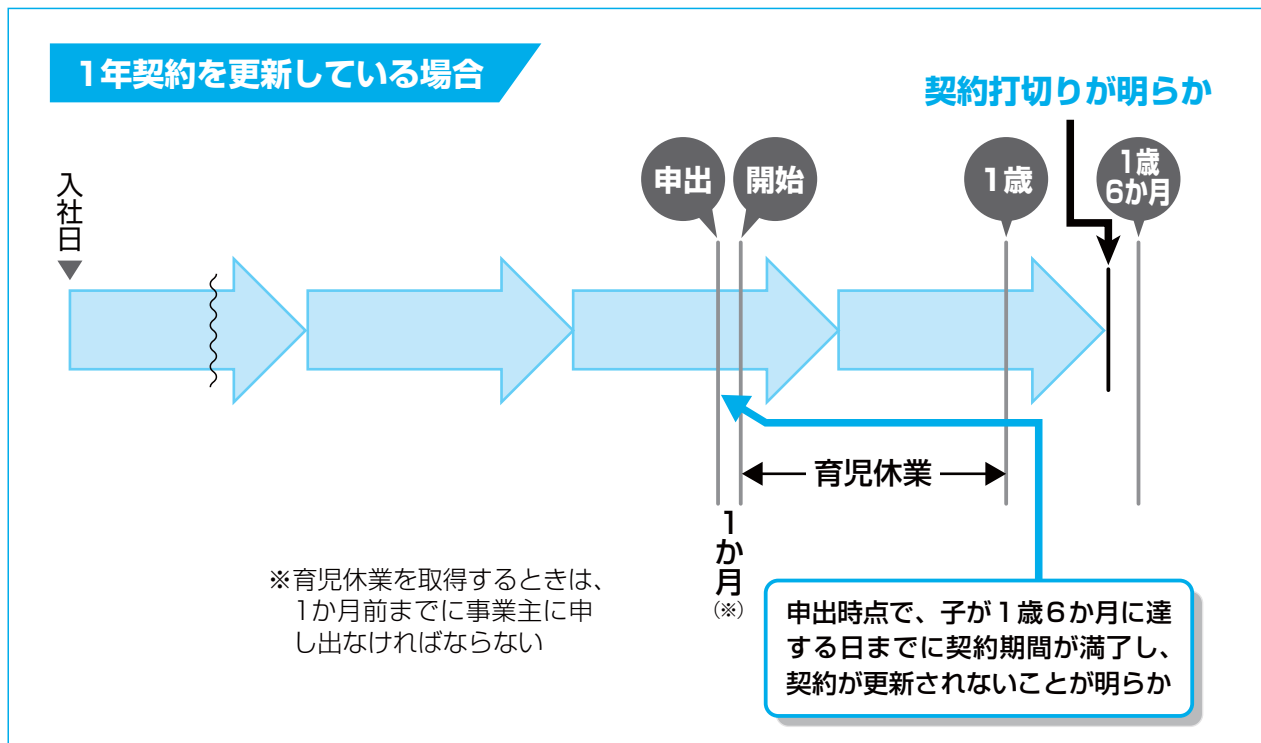 1年契約を更新している場合
契約打切りが明らか
入社日
申出
開始
1歳
1歳
6か月
育児休業
1か月
(※)
※育児休業を取得するときは、
1か月前までに事業主に申
し出なければならない
申出時点で、子が1歳6か月に達
する日までに契約期間が満了し、
契約が更新されないことが明らか